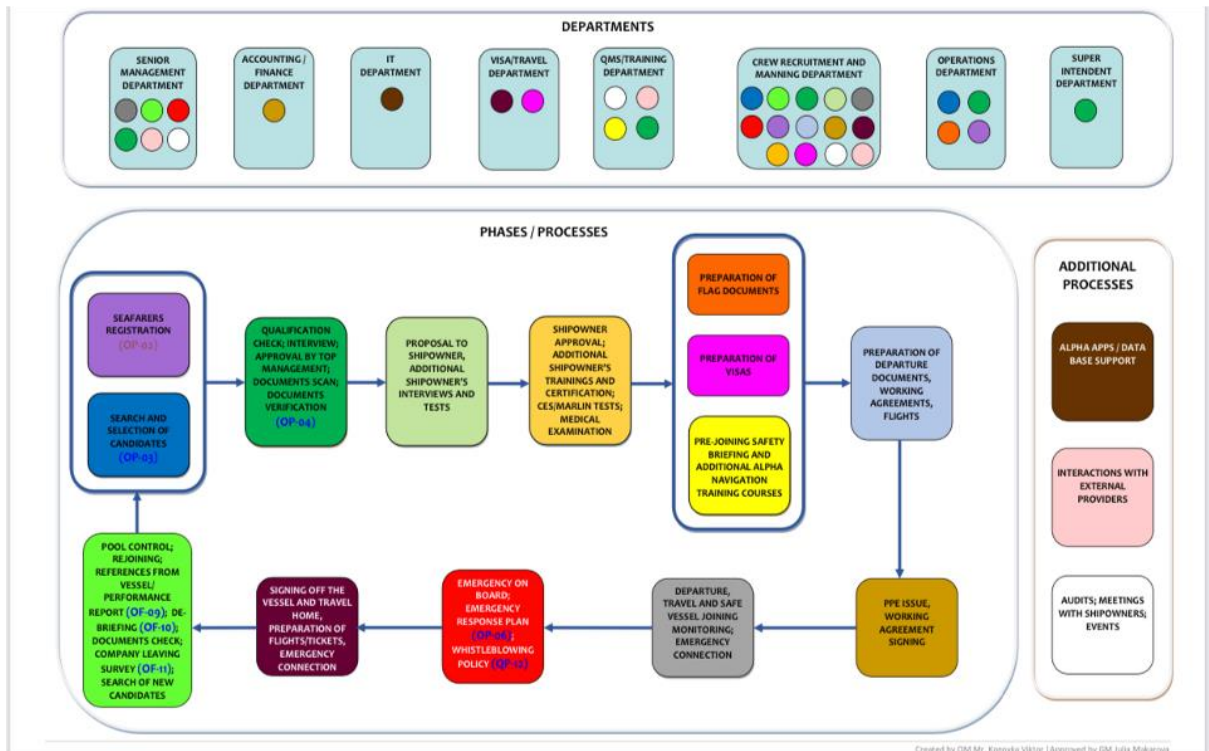 DEPARTMENTS
SENIOR
MANAGEMENT
DEPARTMENT
ACCOUNTING /
FINANCE
DEPARTMENT
IT
DEPARTMENT
VISA/TRAVEL
DEPARTMENT
QMS/TRAINING
DEPARTMENT
CREW RECRUITMENT AND
MANNING DEPARTMENT
OPERATIONS
DEPARTMENT
SUPER
INTENDENT
DEPARTMENT
PHASES / PROCESSES
SEAFARERS
REGISTRATION
QUALIFICATION
CHECK; INTERVIEW;
APPROVAL BY TOP
MANAGEMENT;
DOCUMENTS SCAN;
DOCUMENTS
VERIFICATION
(OP-04)
PROPOSAL TO
SHIPOWNER,
ADDITIONAL
SHIPOWNER'S
INTERVIEWS AND
TESTS
SHIPOWNER
APPROVAL;
ADDITIONAL
SHIPOWNER'S
TRAININGS AND
CERTIFICATION;
CES/MARLIN TESTS;
MEDICAL
EXAMINATION
PREPARATION OF
FLAG DOCUMENTS
PREPARATION OF
VISAS
PRE-JOINING SAFETY
BRIEFING AND
ADDITIONAL ALPHA
NAVIGATION
TRAINING COURSES
PREPARATION OF
DEPARTURE
DOCUMENTS,
WORKING
AGREEMENTS,
FLIGHTS
SEARCH AND
SELECTION OF
CANDIDATES
(OP-03)
POOL CONTROL;
REJOINING;
REFERENCES FROM
VESSEL/
PERFORMANCE
REPORT (OF-09); DE-
BRIEFING (OF-10);
DOCUMENTS CHECK;
COMPANY LEAVING
SURVEY (OF-11);
SEARCH OF NEW
CANDIDATES
SIGNING OFF THE
VESSEL AND TRAVEL
HOME,
PREPARATION OF
FLIGHTS/TICKETS,
EMERGENCY
CONNECTION
EMERGENCY ON
BOARD;
EMERGENCY
RESPONSE PLAN
(OP-06);
WHISTLEBLOWING
POLICY (QP-12)
DEPARTURE,
TRAVEL AND SAFE
VESSEL JOINING
MONITORING;
EMERGENCY
CONNECTION
PPE ISSUE,
WORKING
AGREEMENT
SIGNING
ADDITIONAL
PROCESSES
ALPHA APPS / DATA
BASE SUPPORT
INTERACTIONS WITH
EXTERNAL
PROVIDERS
AUDITS; MEETINGS
WITH SHIPOWNERS;
EVENTS